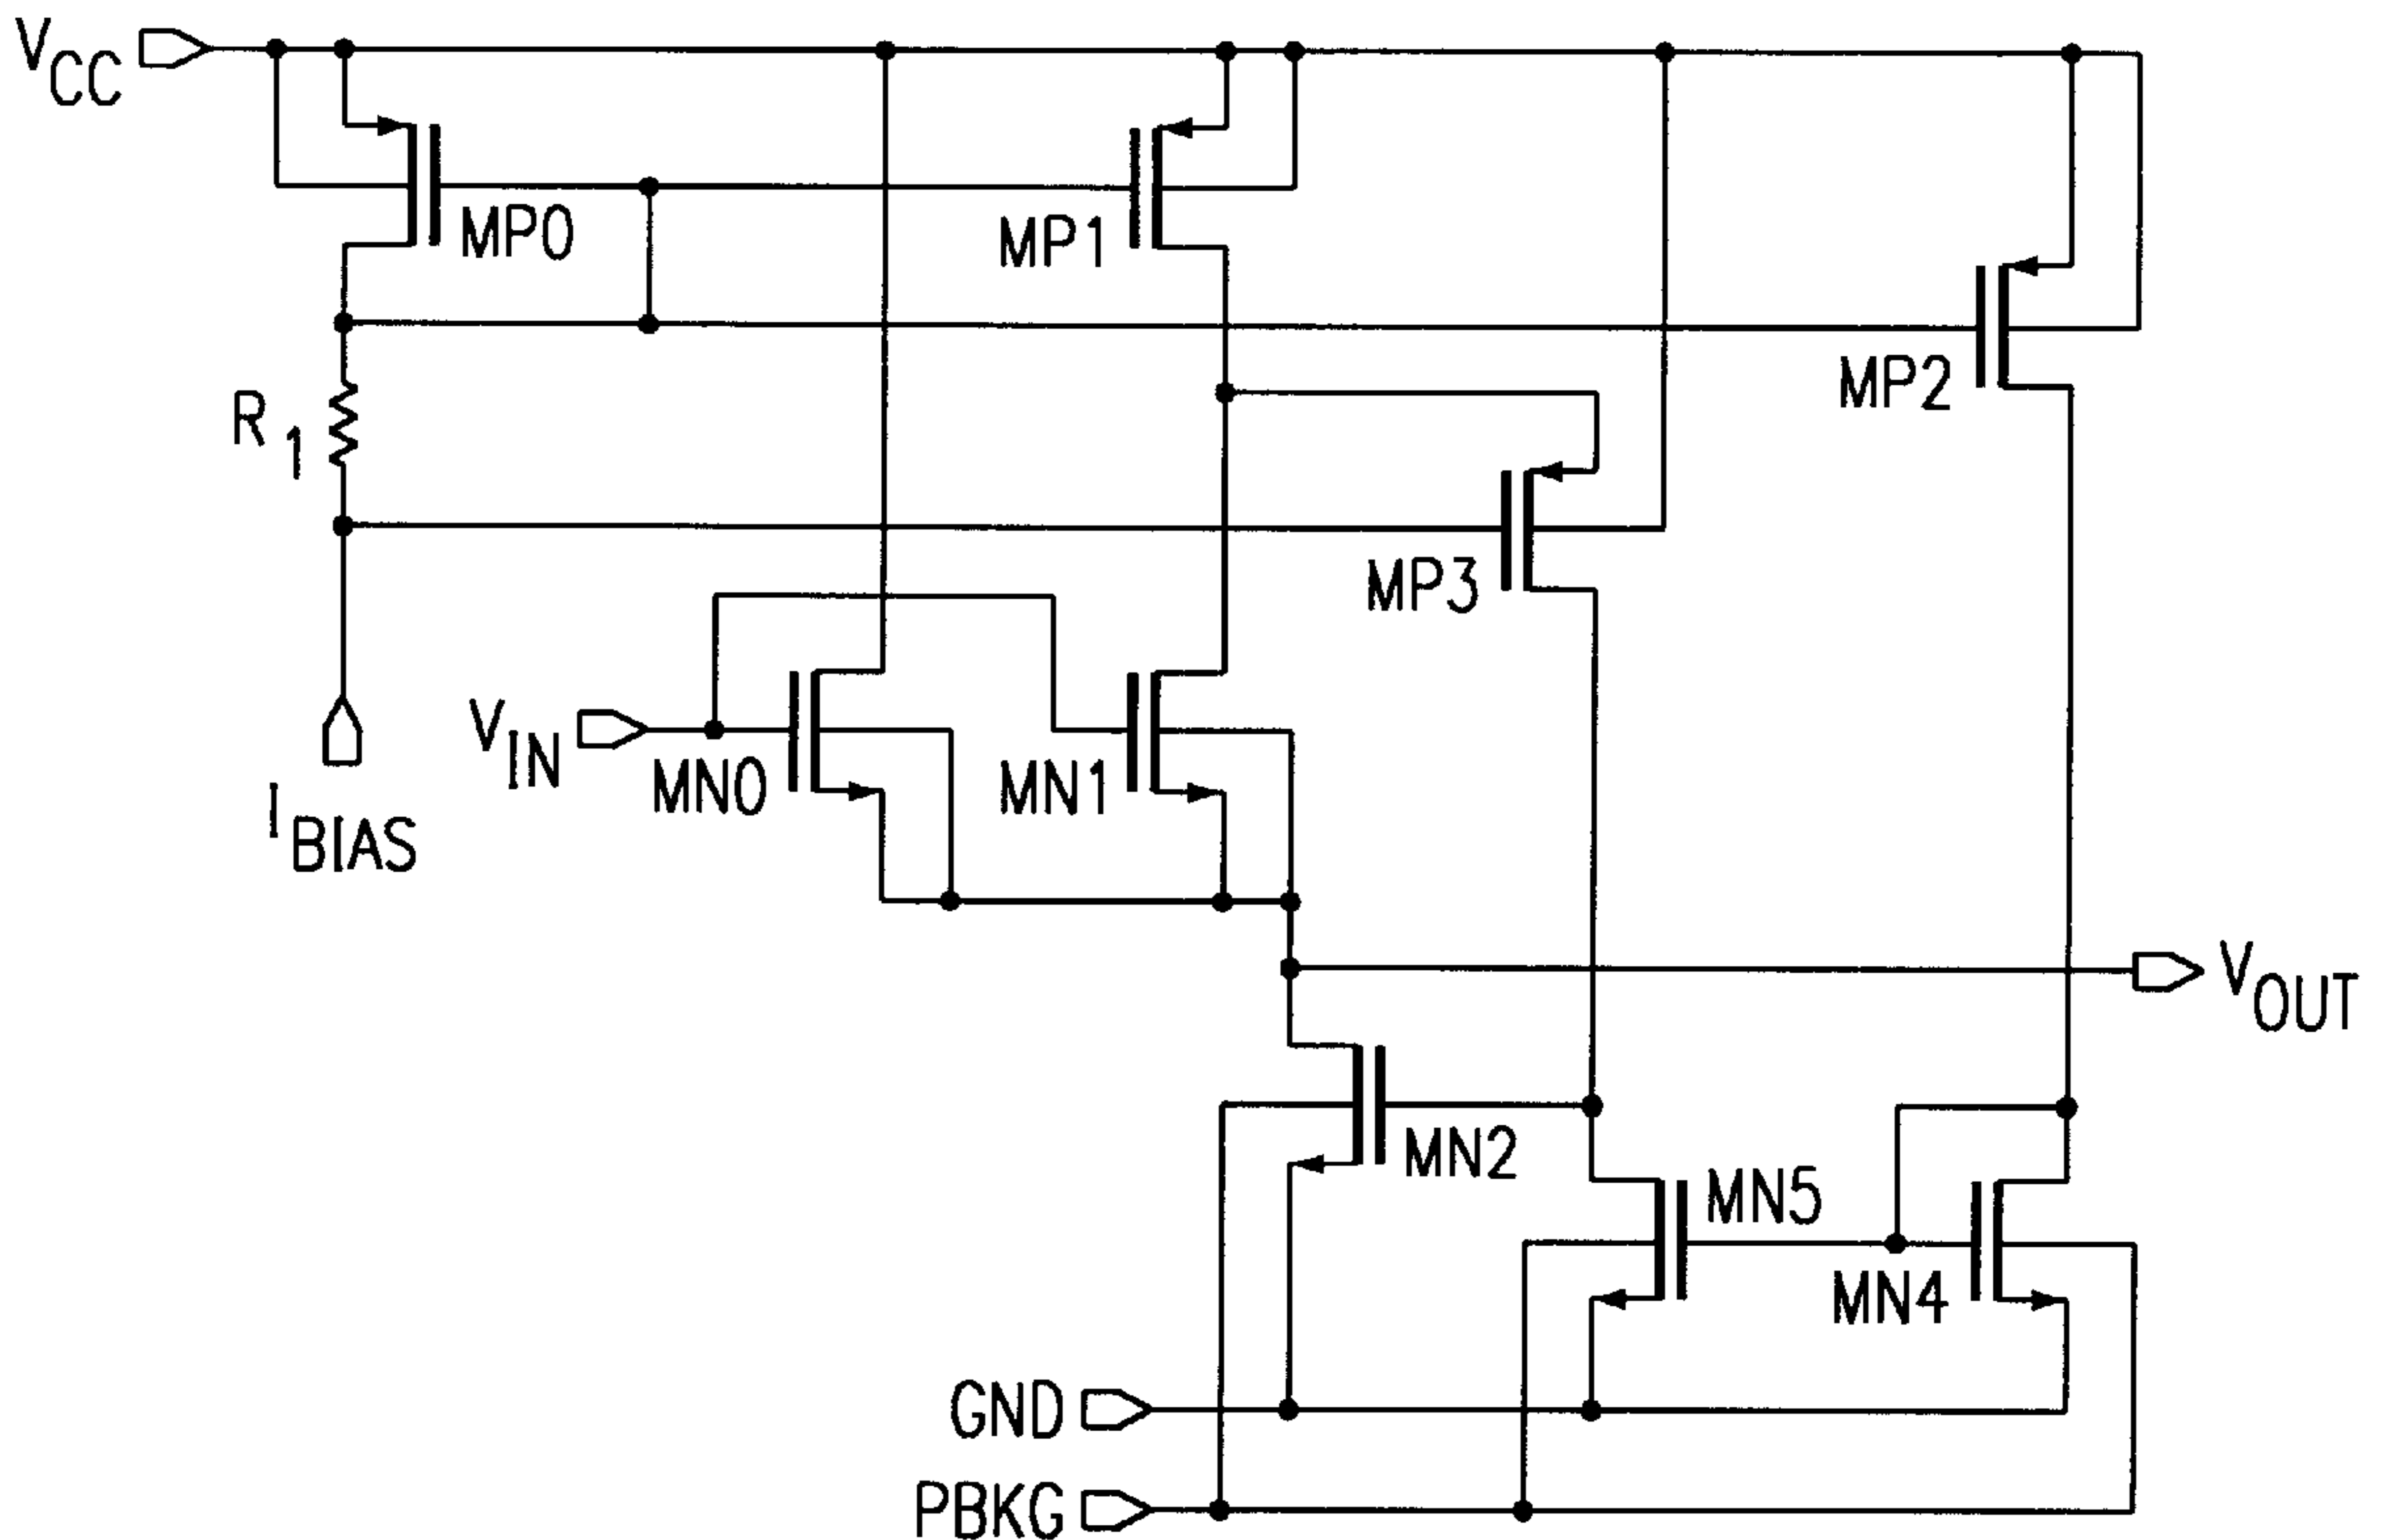 VCC
MP0
MP1
MP2
R1
MP3
VIN
MN0
MN1
IBIAS
VOUT
MN2
MN5
MN4
GND
PBKG